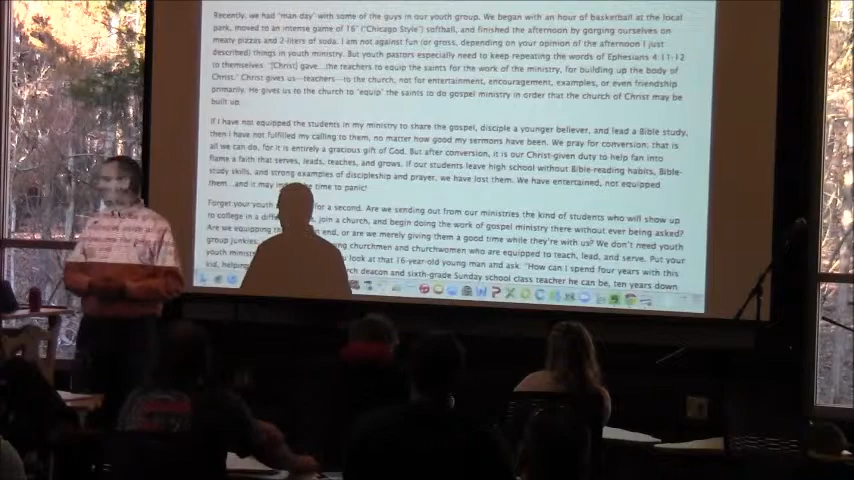 Recently, we had "man day" with some of the guys in our youth group. We began with an hour of basketball at the local
park, moved to an intense game of 16" ("Chicago Style") softball, and finished the afternoon by gorging ourselves on
meaty pizzas and 2-liters of soda. I am not against fun (or gross, depending on your opinion of the afternoon I just
described) things in youth ministry. But youth pastors especially need to keep repeating the words of Ephesians 4:11-12
to themselves: "[Christ] gave...the teachers to equip the saints for the work of the ministry, for building up the body of
Christ." Christ gives us—teachers—to the church, not for entertainment, encouragement, examples, or even friendship
primarily. He gives us to the church to "equip" the saints to do gospel ministry in order that the church of Christ may be
built up.
If I have not equipped the students in my ministry to share the gospel, disciple a younger believer, and lead a Bible study,
then I have not fulfilled my calling to them, no matter how good my sermons have been. We pray for conversion; that is
all we can do, for it is entirely a gracious gift of God. But after conversion, it is our Christ-given duty to help fan into
flame a faith that serves, leads, teaches, and grows. If our students leave high school without Bible-reading habits, Bible-
study skills, and strong examples of discipleship and prayer, we have lost them. We have entertained, not equipped
them...and it may time to panic!
Forget your youth for a second. Are we sending out from our ministries the kind of students who will show up
to college in a join a church, and begin doing the work of gospel ministry there without ever being asked?
Are we equipping end, or are we merely giving them a good time while they're with us? We don't need youth
group junkies, churchmen and churchwomen who are equipped to teach, lead, and serve. Put your
youth look at that 16-year-old young man and ask, "How can I spend four years with this
kid, helping deacon and sixth-grade Sunday school class teacher he can be, ten years down